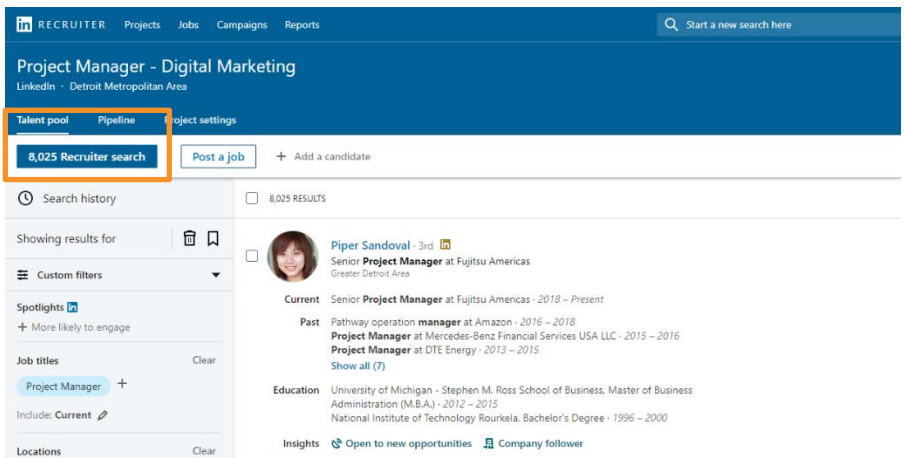 in RECRUITER Projects Jobs Campaigns Reports Start a new search here
Project Manager - Digital Marketing
LinkedIn · Detroit Metropolitan Area
Talent pool Pipeline Project settings
8,025 Recruiter search Post a job + Add a candidate
Search history 8,025 RESULTS
Showing results for
Piper Sandoval · 3rd in
Senior Project Manager at Fujitsu Americas
Greater Detroit Area
Custom filters
Current Senior Project Manager at Fujitsu Americas · 2018 – Present
Spotlights in
+ More likely to engage
Past Pathway operation manager at Amazon · 2016 – 2018
Project Manager at Mercedes-Benz Financial Services USA LLC · 2015 – 2016
Project Manager at DTE Energy · 2013 – 2015
Show all (7)
Job titles Clear
Project Manager +
Include: Current
Education University of Michigan - Stephen M. Ross School of Business, Master of Business
Administration (M.B.A.) · 2012 – 2015
National Institute of Technology Rourkela, Bachelor's Degree · 1996 – 2000
Locations Clear
Insights Open to new opportunities Company follower